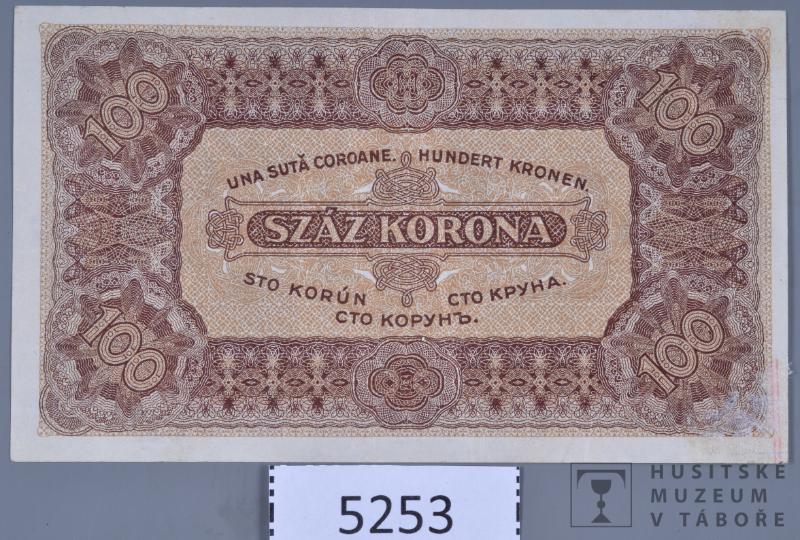 100
100
UNA SUTĂ COROANE. HUNDERT KRONEN.
SZÁZ KORONA
STO KORÚN СТО КРУНА.
СТО КОРУНЪ.
100
100
5253
HUSITSKÉ
MUZEUM
V TÁBOŘE